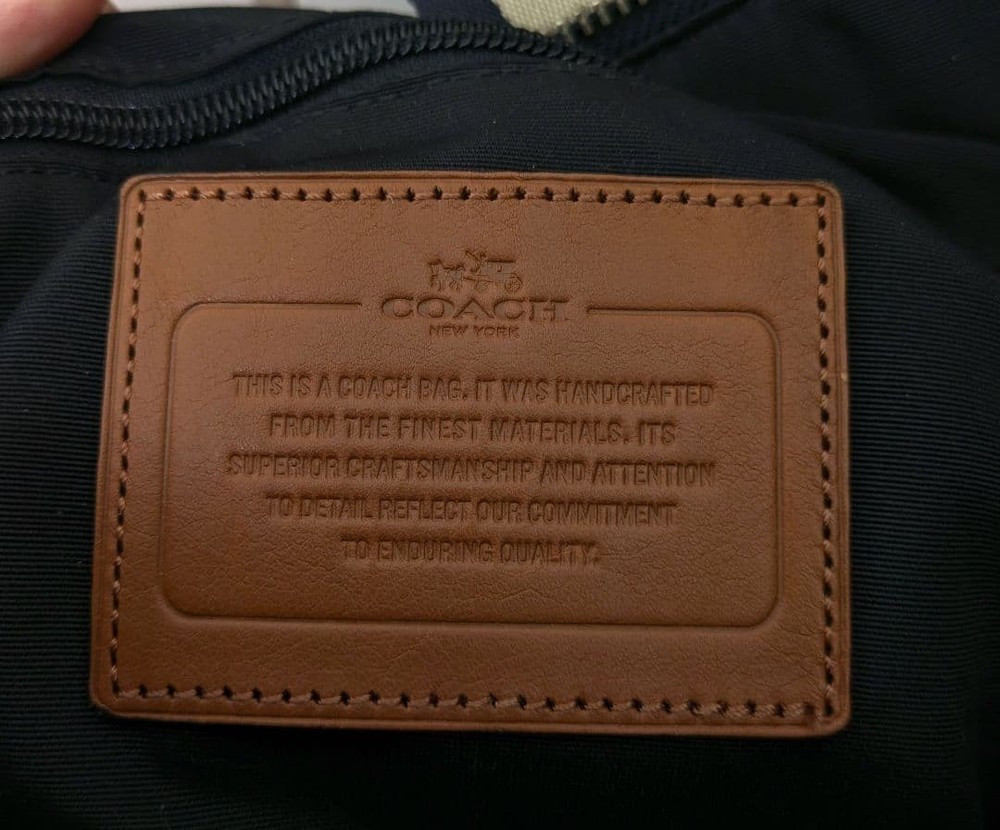 COACH
NEW YORK
THIS IS A COACH BAG. IT WAS HANDCRAFTED
FROM THE FINEST MATERIALS. ITS
SUPERIOR CRAFTSMANSHIP AND ATTENTION
TO DETAIL REFLECT OUR COMMITMENT
TO ENDURING QUALITY.